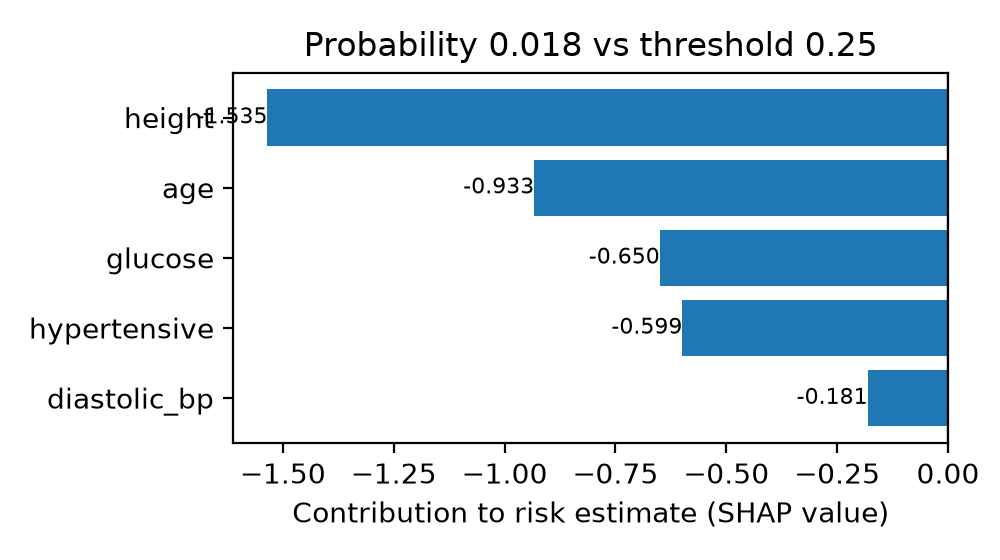 Probability 0.018 vs threshold 0.25
height -1.535
age -0.933
glucose -0.650
hypertensive -0.599
diastolic_bp -0.181
−1.50 −1.25 −1.00 −0.75 −0.50 −0.25 0.00
Contribution to risk estimate (SHAP value)